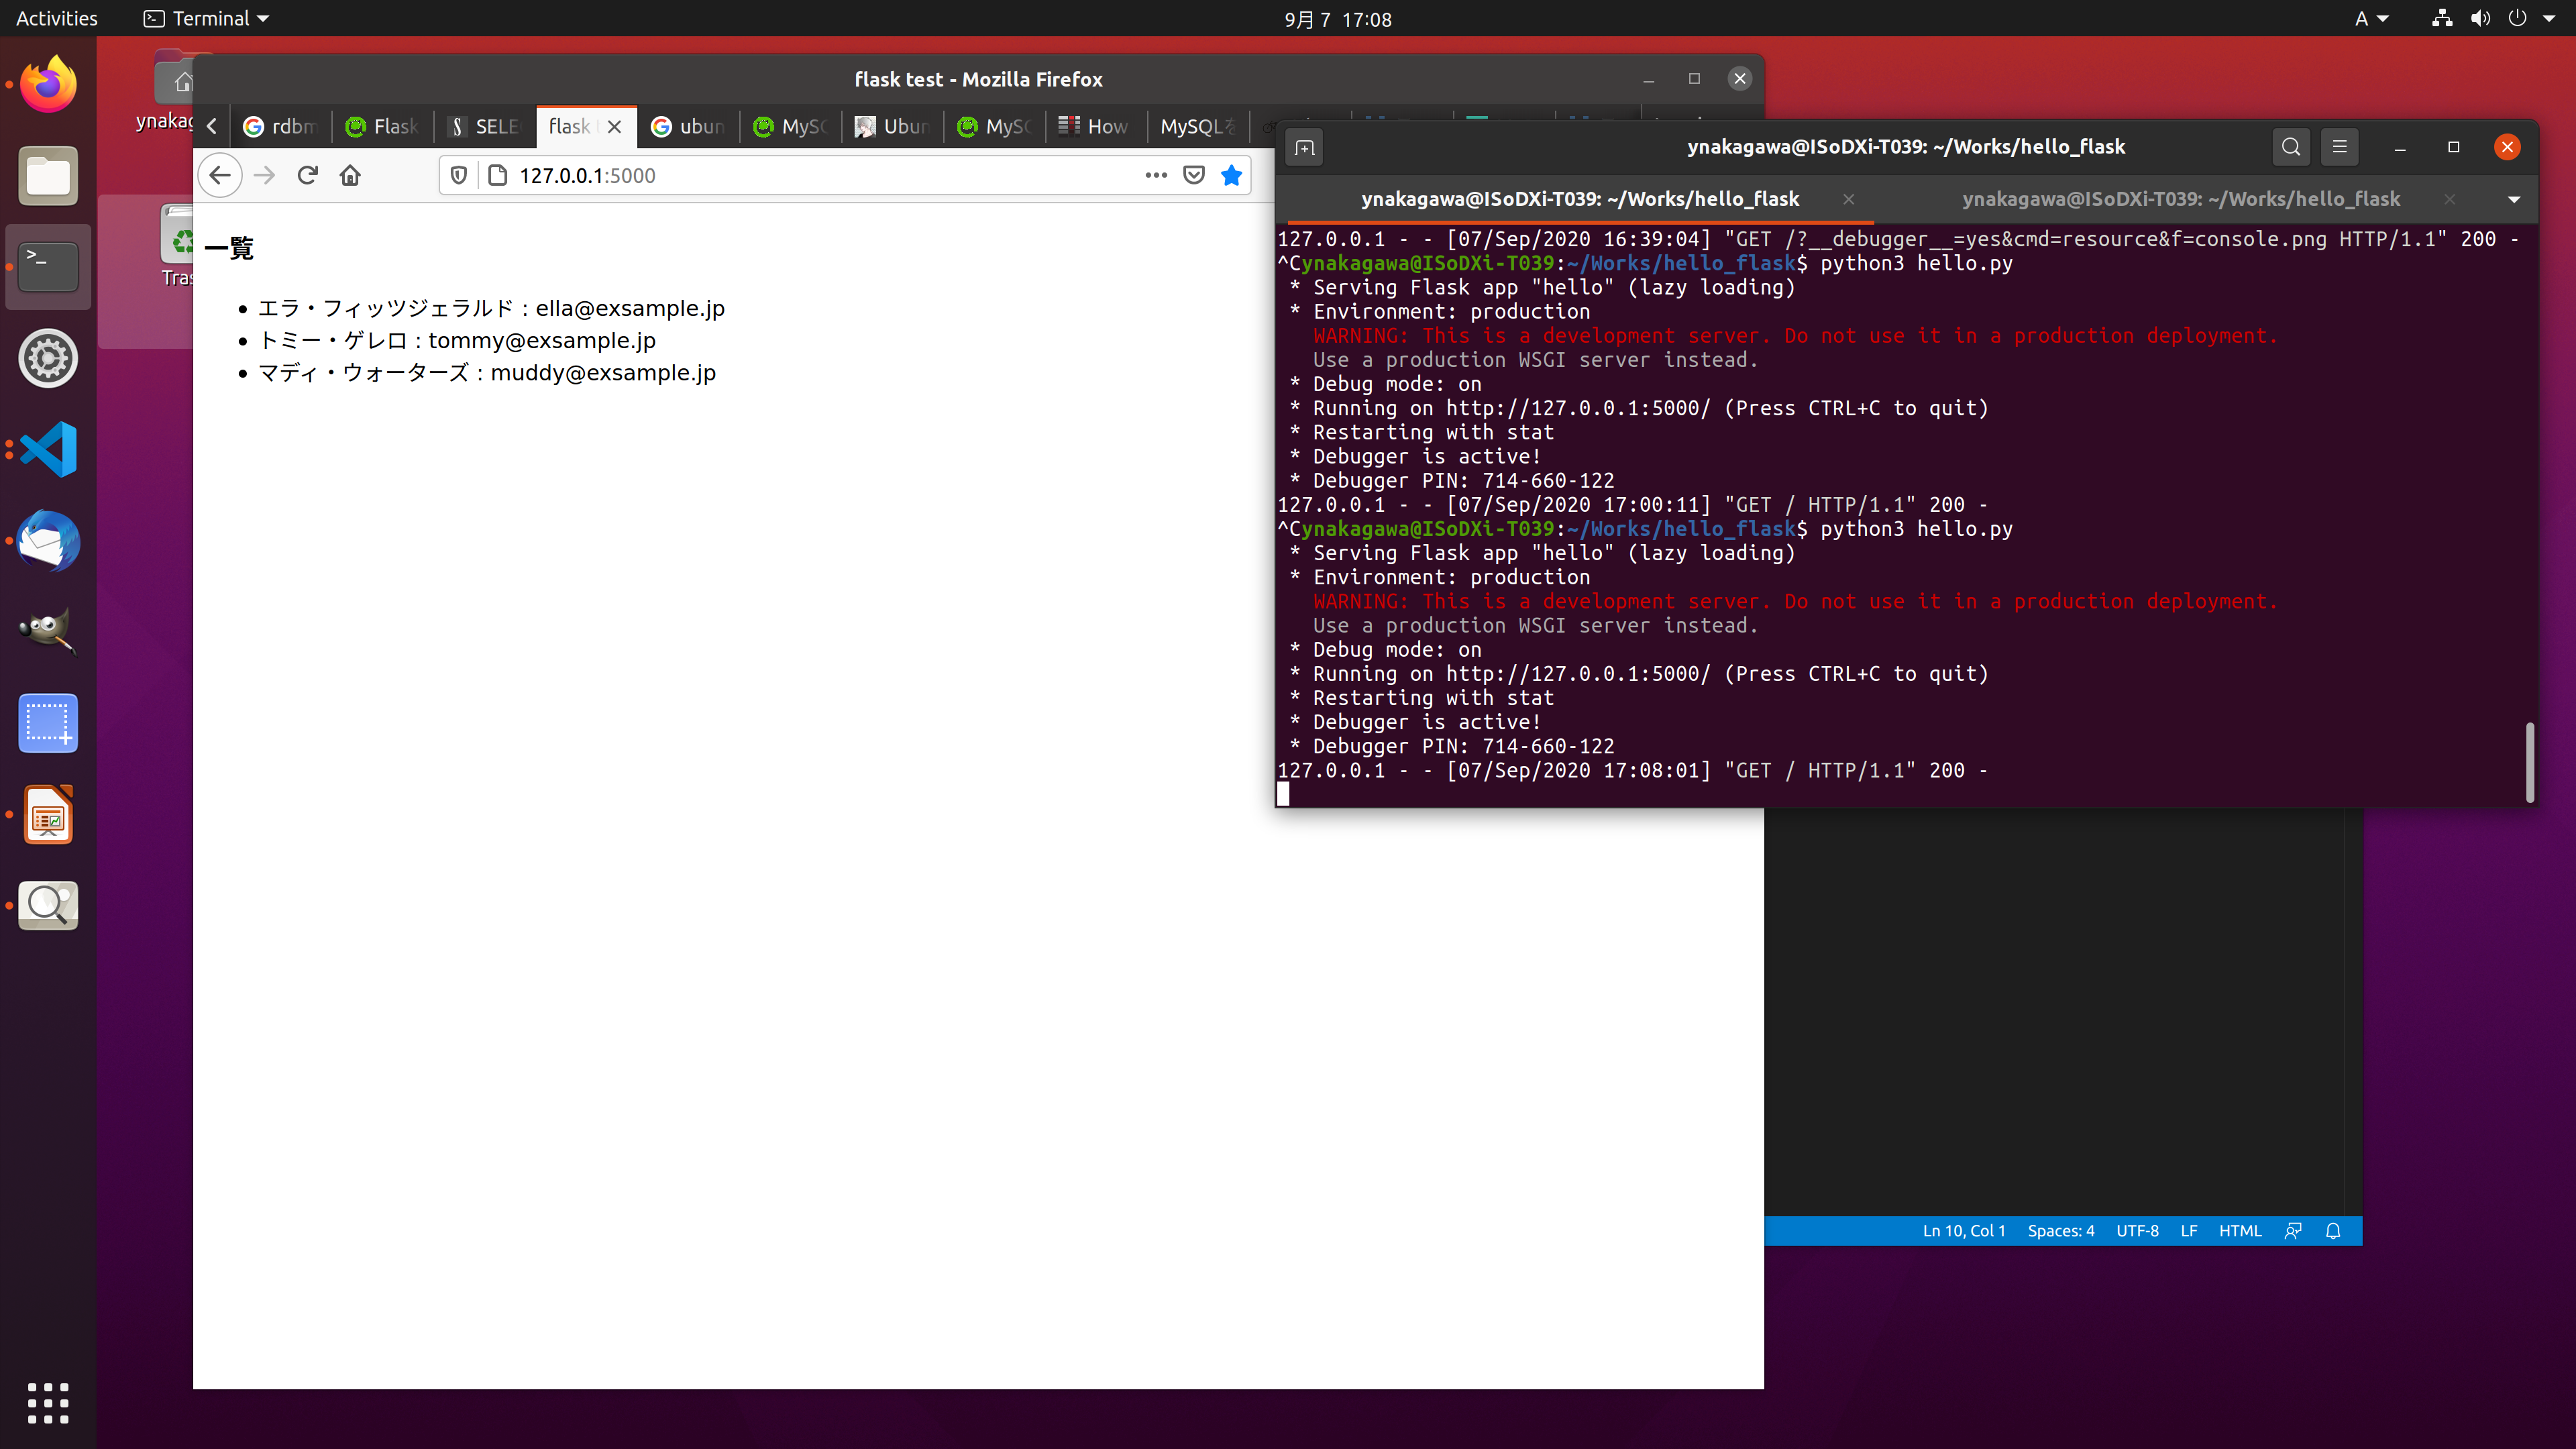 Activities
Terminal
9月 7 17:08
A
ynakag
Tras
flask test - Mozilla Firefox
rdbm
Flask
SELE
flask
ubun
MySQ
Ubun
MySQ
How
MySQLを
127.0.0.1:5000
一覧
エラ・フィッツジェラルド : ella@exsample.jp
トミー・ゲレロ : tommy@exsample.jp
マディ・ウォーターズ : muddy@exsample.jp
ynakagawa@ISoDXi-T039: ~/Works/hello_flask
ynakagawa@ISoDXi-T039: ~/Works/hello_flask
ynakagawa@ISoDXi-T039: ~/Works/hello_flask
127.0.0.1 - - [07/Sep/2020 16:39:04] "GET /?__debugger__=yes&cmd=resource&f=console.png HTTP/1.1" 200 -
^Cynakagawa@ISoDXi-T039:~/Works/hello_flask$ python3 hello.py
* Serving Flask app "hello" (lazy loading)
* Environment: production
WARNING: This is a development server. Do not use it in a production deployment.
Use a production WSGI server instead.
* Debug mode: on
* Running on http://127.0.0.1:5000/ (Press CTRL+C to quit)
* Restarting with stat
* Debugger is active!
* Debugger PIN: 714-660-122
127.0.0.1 - - [07/Sep/2020 17:00:11] "GET / HTTP/1.1" 200 -
^Cynakagawa@ISoDXi-T039:~/Works/hello_flask$ python3 hello.py
* Serving Flask app "hello" (lazy loading)
* Environment: production
WARNING: This is a development server. Do not use it in a production deployment.
Use a production WSGI server instead.
* Debug mode: on
* Running on http://127.0.0.1:5000/ (Press CTRL+C to quit)
* Restarting with stat
* Debugger is active!
* Debugger PIN: 714-660-122
127.0.0.1 - - [07/Sep/2020 17:08:01] "GET / HTTP/1.1" 200 -
Ln 10, Col 1 Spaces: 4 UTF-8 LF HTML